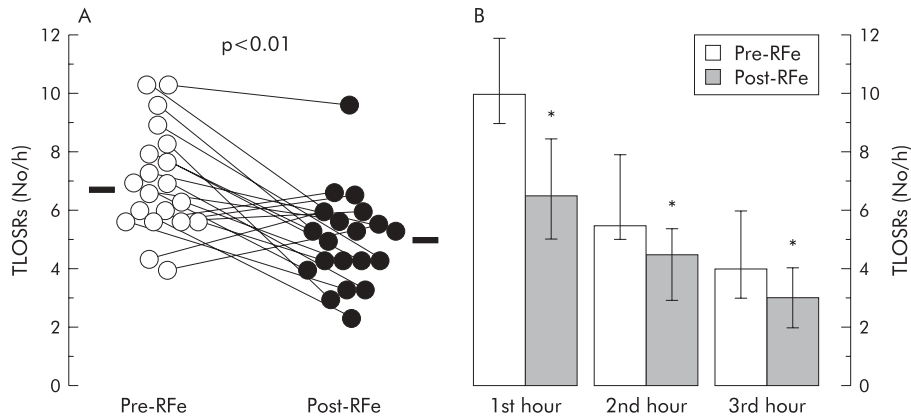 A
p<0.01
TLOSRs (No/h)
12
10
8
6
4
2
0
Pre-RFe
Post-RFe
B
Pre-RFe
Post-RFe
*
*
*
12
10
8
6
4
2
0
TLOSRs (No/h)
1st hour
2nd hour
3rd hour